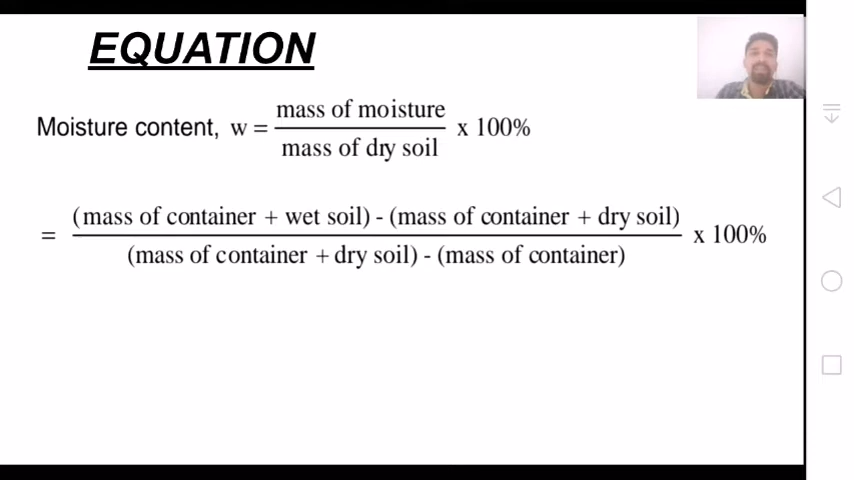 EQUATION
Moisture content, w = mass of moisture / mass of dry soil x 100%
= (mass of container + wet soil) - (mass of container + dry soil) / (mass of container + dry soil) - (mass of container) x 100%